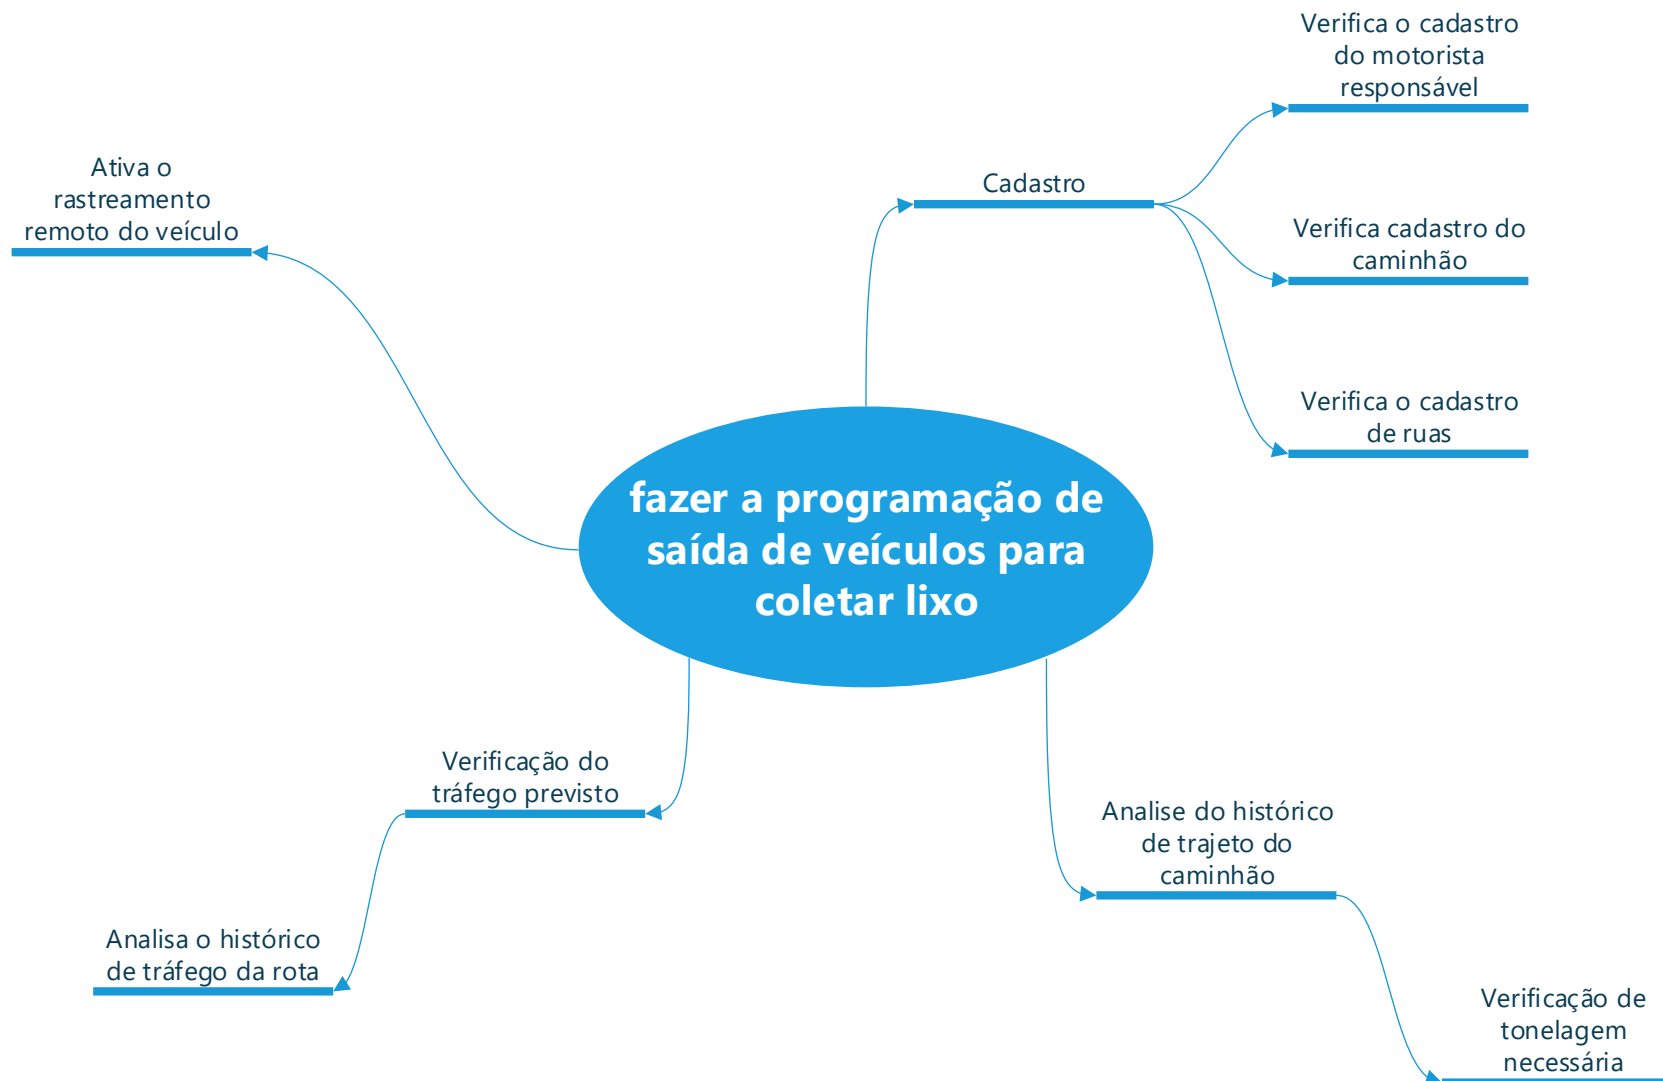 Verifica o cadastro
do motorista
responsável
Ativa o
rastreamento
remoto do veículo
Cadastro
Verifica cadastro do
caminhão
Verifica o cadastro
de ruas
fazer a programação de
saída de veículos para
coletar lixo
Verificação do
tráfego previsto
Analise do histórico
de trajeto do
caminhão
Analisa o histórico
de tráfego da rota
Verificação de
tonelagem
necessária